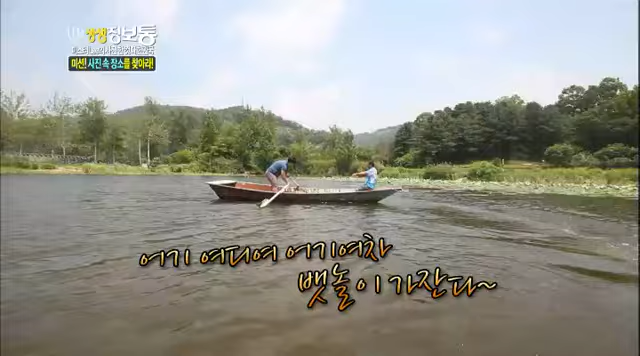 생생정보통
미션! 사진 속 장소를 찾아라!
어기 여디여 어기여차
뱃놀이 가잔다~